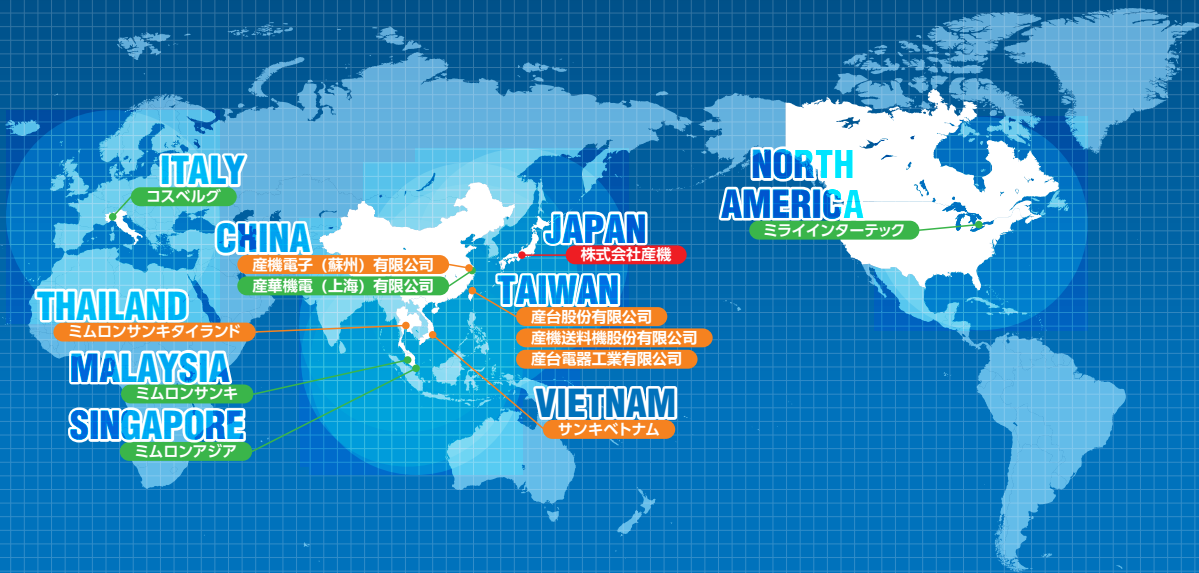 ITALY
コスベルグ
CHINA
産機電子（蘇州）有限公司
産華機電（上海）有限公司
THAILAND
ミムロンサンキタイランド
MALAYSIA
ミムロンサンキ
SINGAPORE
ミムロンアジア
JAPAN
株式会社産機
TAIWAN
産台股份有限公司
産機送料機股份有限公司
産台電器工業有限公司
VIETNAM
サンキベトナム
NORTH
AMERICA
ミライインターテック